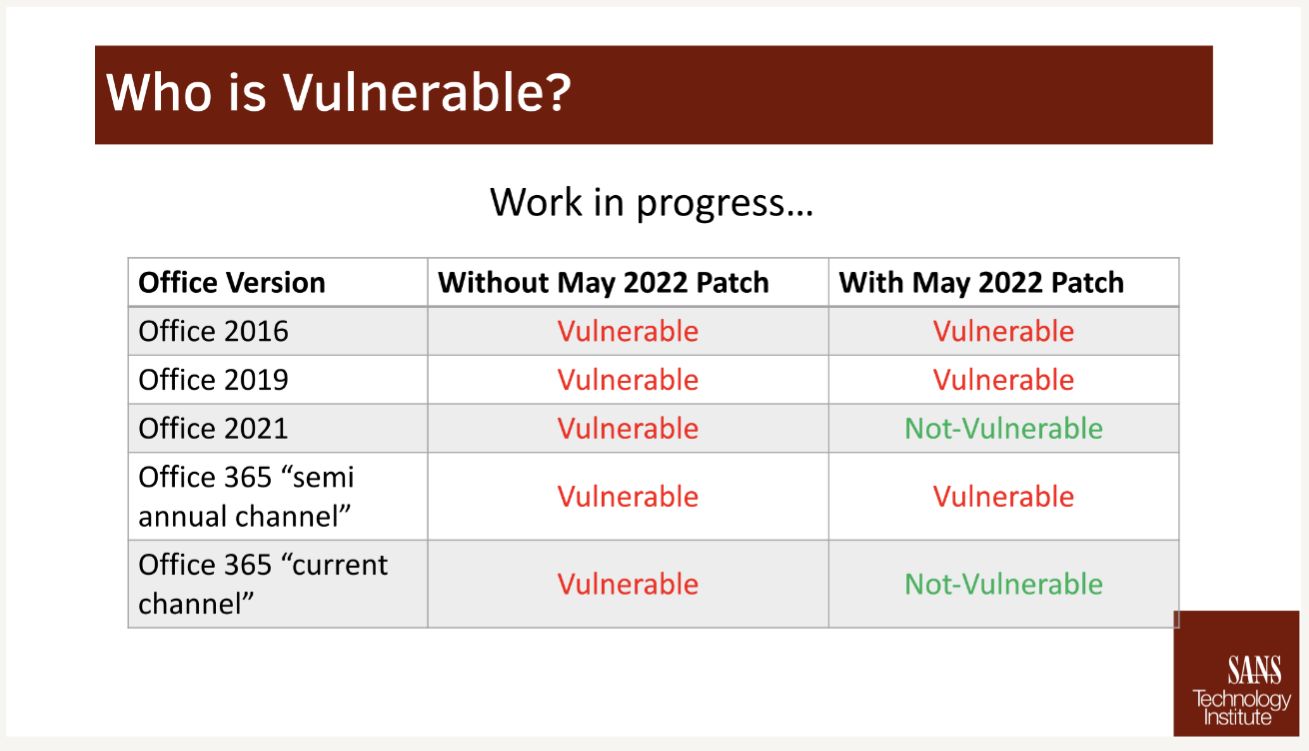 Who is Vulnerable?
Work in progress…
Office Version Without May 2022 Patch With May 2022 Patch
Office 2016 Vulnerable Vulnerable
Office 2019 Vulnerable Vulnerable
Office 2021 Vulnerable Not-Vulnerable
Office 365 “semi
annual channel” Vulnerable Vulnerable
Office 365 “current
channel” Vulnerable Not-Vulnerable
SANS
Technology
Institute